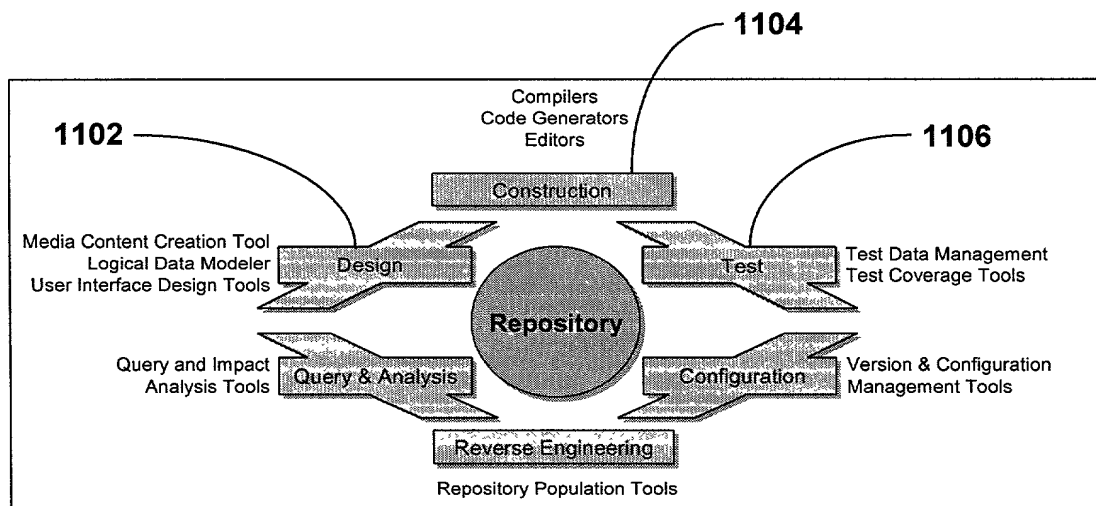 1104
Compilers
Code Generators
Editors
1102
1106
Construction
Media Content Creation Tool
Logical Data Modeler
User Interface Design Tools
Design
Test
Test Data Management
Test Coverage Tools
Repository
Query and Impact
Analysis Tools
Query & Analysis
Configuration
Version & Configuration
Management Tools
Reverse Engineering
Repository Population Tools